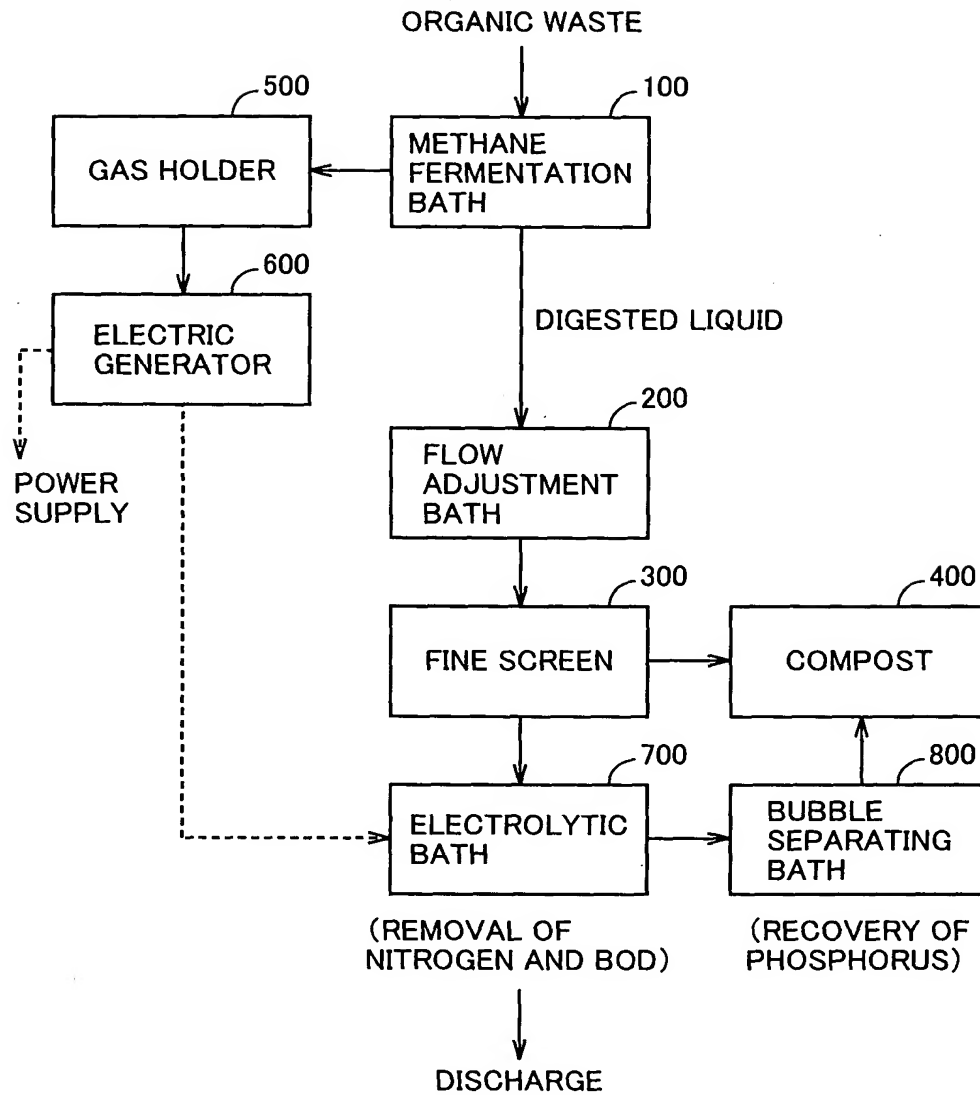 ORGANIC WASTE
500
100
GAS HOLDER
METHANE
FERMENTATION
BATH
600
ELECTRIC
GENERATOR
DIGESTED LIQUID
POWER
SUPPLY
200
FLOW
ADJUSTMENT
BATH
300
400
FINE SCREEN
COMPOST
700
800
ELECTROLYTIC
BATH
BUBBLE
SEPARATING
BATH
(REMOVAL OF
NITROGEN AND BOD)
(RECOVERY OF
PHOSPHORUS)
DISCHARGE